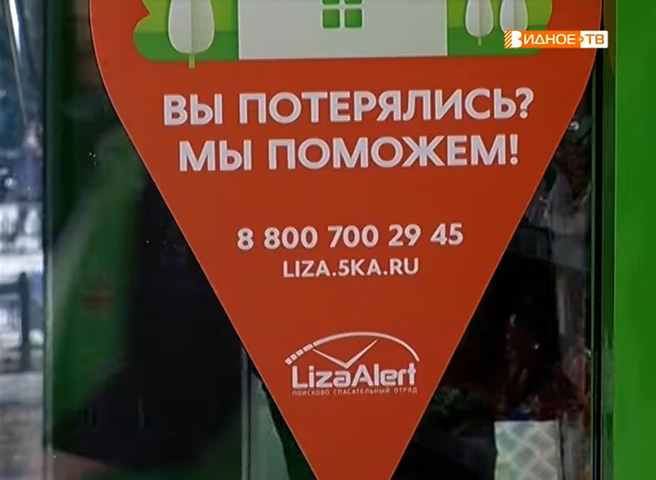 ВИДНОЕ ТВ
ВЫ ПОТЕРЯЛИСЬ?
МЫ ПОМОЖЕМ!
8 800 700 29 45
LIZA.5KA.RU
LizaAlert
ПОИСКОВО СПАСАТЕЛЬНЫЙ ОТРЯД